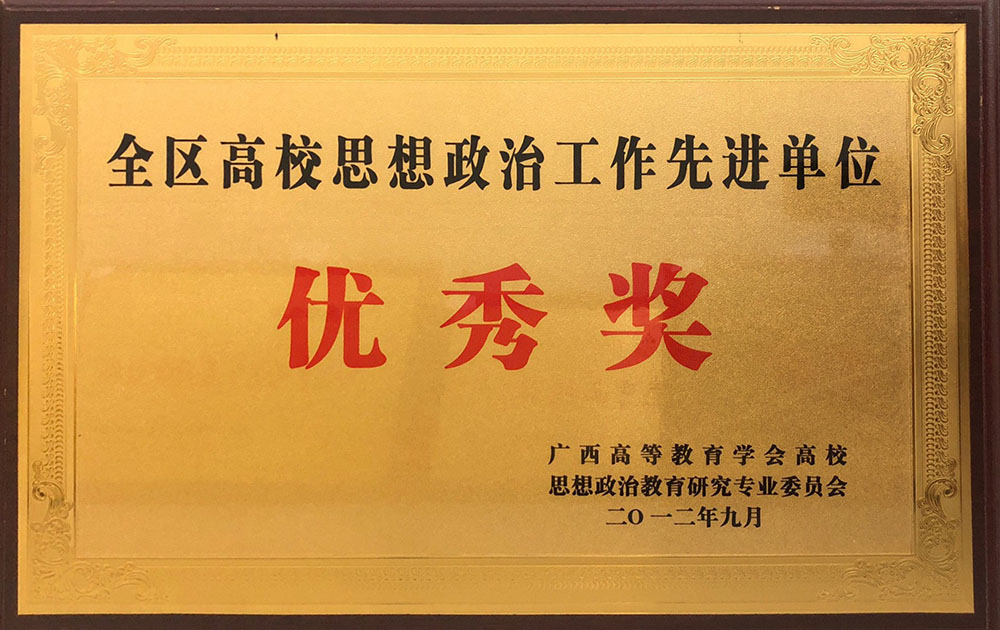 全区高校思想政治工作先进单位
优秀奖
广西高等教育学会高校
思想政治教育研究专业委员会
二〇一二年九月